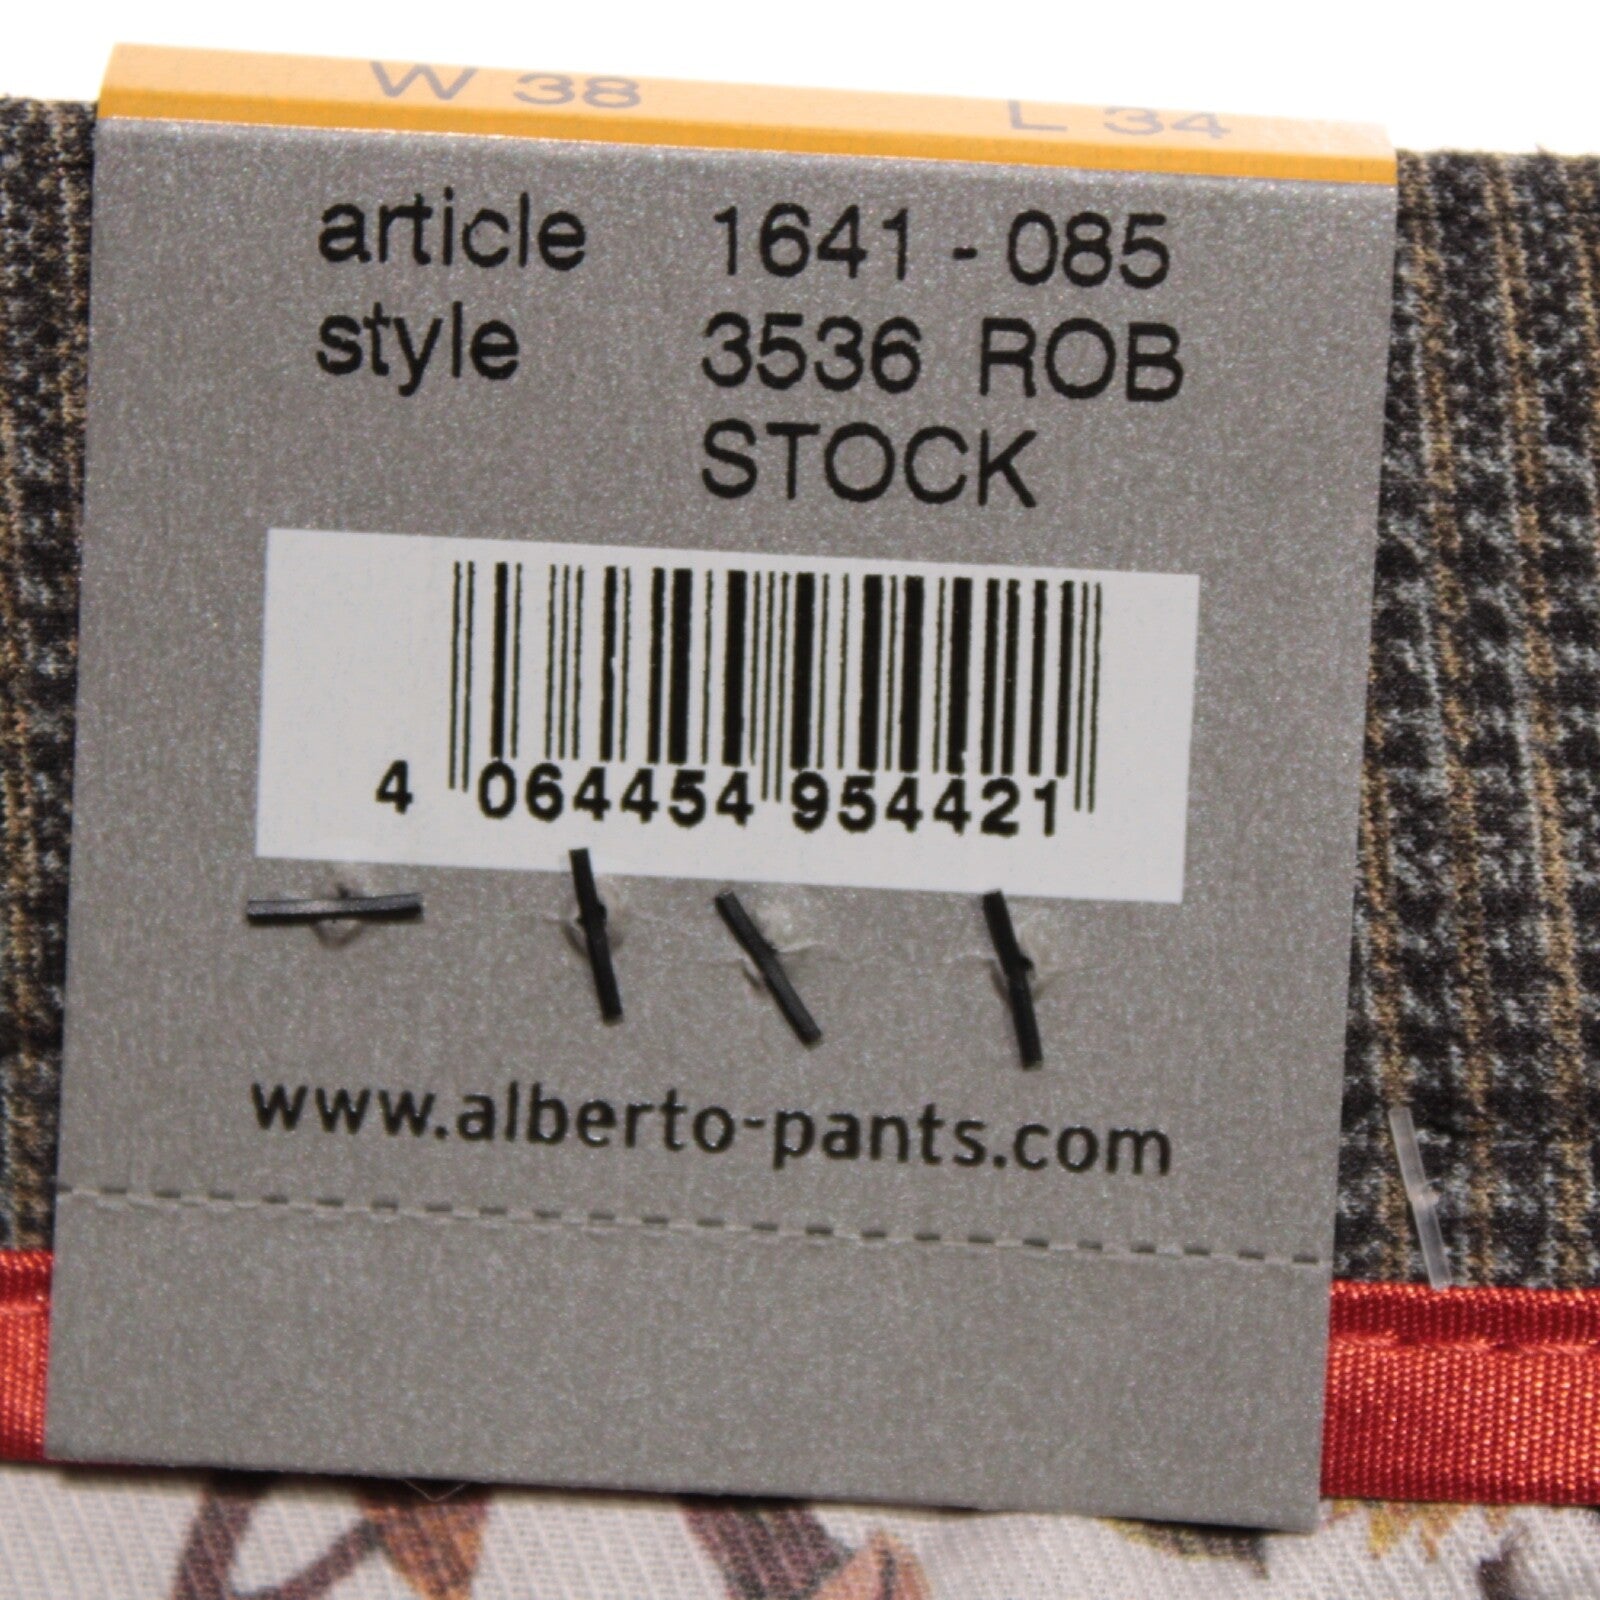 W 38 L 34
article 1641 - 085
style 3536 ROB
STOCK
4 064454 954421
www.alberto-pants.com